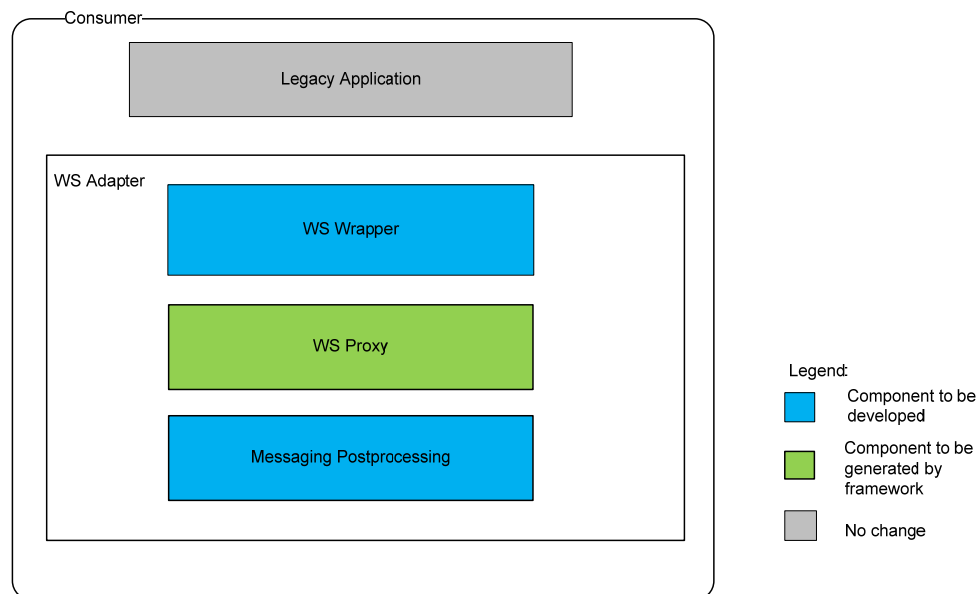 Consumer
Legacy Application
WS Adapter
WS Wrapper
WS Proxy
Messaging Postprocessing
Legend:
Component to be
developed
Component to be
generated by
framework
No change